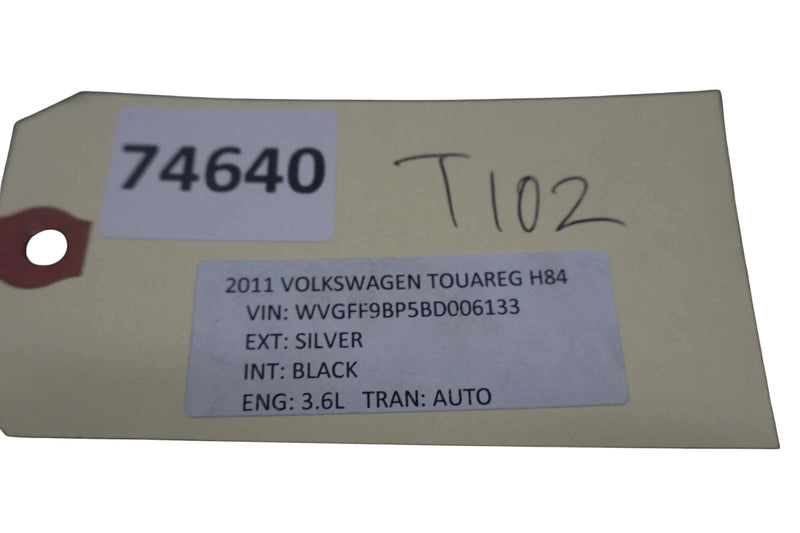 74640
T102
2011 VOLKSWAGEN TOUAREG H84
VIN: WVGFF9BP5BD006133
EXT: SILVER
INT: BLACK
ENG: 3.6L TRAN: AUTO